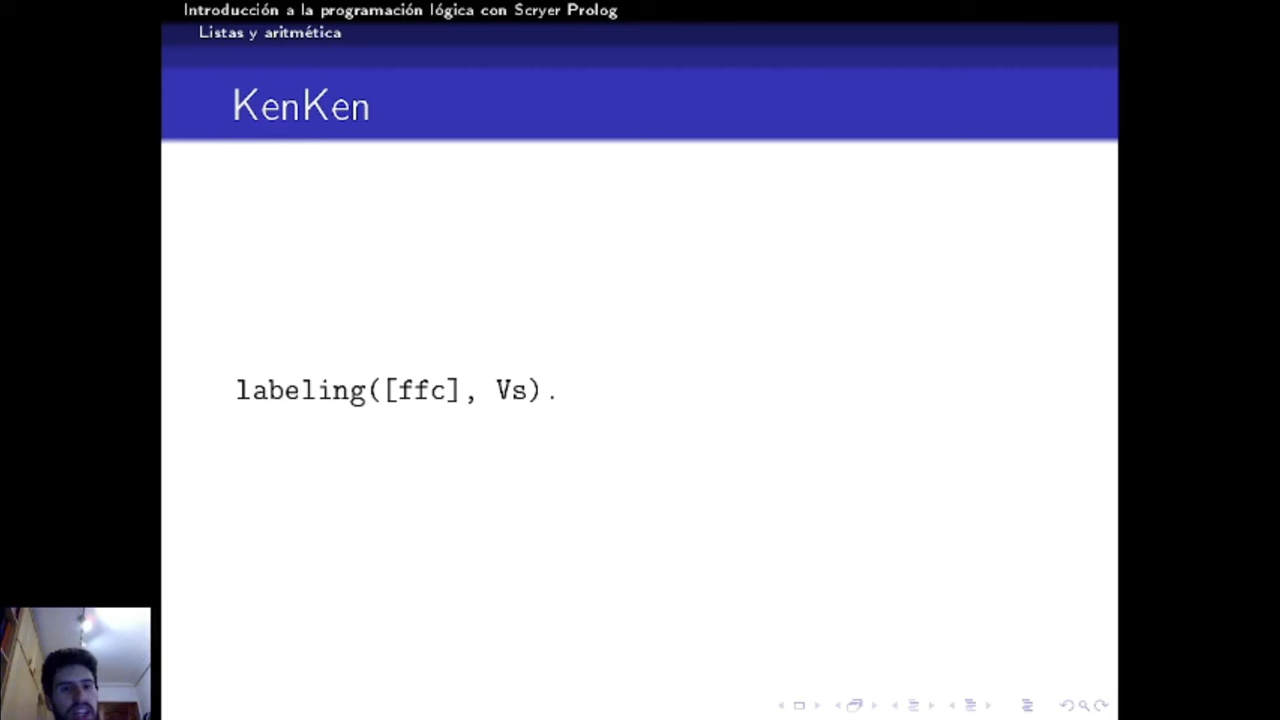 Introducción a la programación lógica con Scryer Prolog
Listas y aritmética
KenKen
labeling([ffc], Vs).